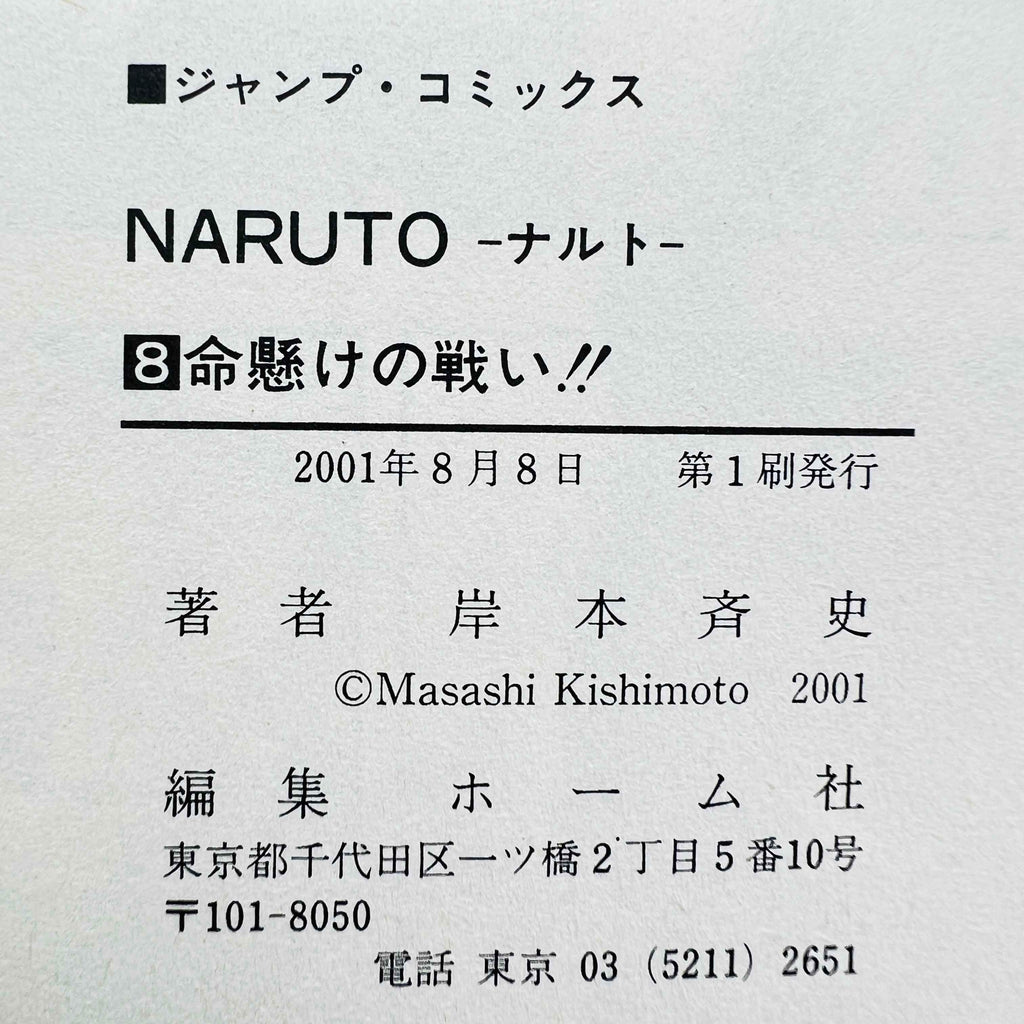 ■ジャンプ・コミックス
NARUTO -ナルト-
8命懸けの戦い!!
2001年8月8日　第1刷発行
著者　岸本斉史
©Masashi Kishimoto 2001
編集　ホーム社
東京都千代田区一ツ橋2丁目5番10号
〒101-8050
電話 東京 03 (5211) 2651